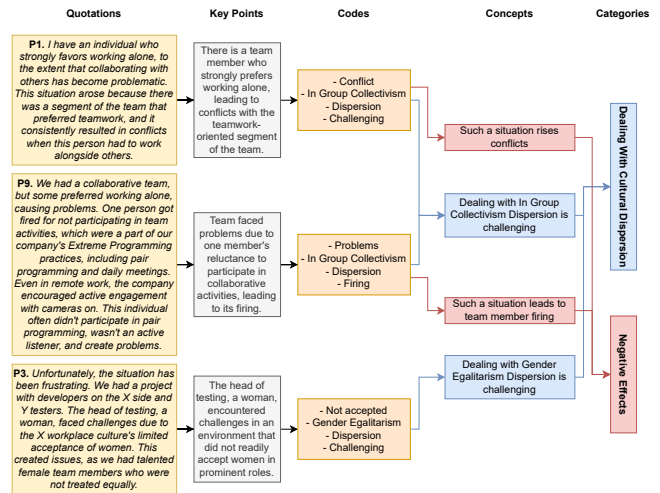 Quotations
Key Points
Codes
Concepts
Categories
P1. I have an individual who
strongly favors working alone, to
the extent that collaborating with
others has become problematic.
This situation arose because there
was a segment of the team that
preferred teamwork, and it
consistently resulted in conflicts
when this person had to work
alongside others.
There is a team
member who
strongly prefers
working alone,
leading to
conflicts with the
teamwork-
oriented segment
of the team.
- Conflict
- In Group Collectivism
- Dispersion
- Challenging
Such a situation rises
conflicts
Dealing With Cultural Dispersion
P9. We had a collaborative team,
but some preferred working alone,
causing problems. One person got
fired for not participating in team
activities, which were a part of our
company's Extreme Programming
practices, including pair
programming and daily meetings.
Even in remote work, the company
encouraged active engagement
with cameras on. This individual
often didn't participate in pair
programming, wasn't an active
listener, and create problems.
Team faced
problems due to
one member's
reluctance to
participate in
collaborative
activities, leading
to its firing.
- Problems
- In Group Collectivism
- Dispersion
- Firing
Dealing with In Group
Collectivism Dispersion is
challenging
Such a situation leads to
team member firing
Negative Effects
P3. Unfortunately, the situation has
been frustrating. We had a project
with developers on the X side and
Y testers. The head of testing, a
woman, faced challenges due to
the X workplace culture's limited
acceptance of women. This
created issues, as we had talented
female team members who were
not treated equally.
The head of
testing, a woman,
encountered
challenges in an
environment that
did not readily
accept women in
prominent roles.
- Not accepted
- Gender Egalitarism
- Dispersion
- Challenging
Dealing with Gender
Egalitarism Dispersion is
challenging